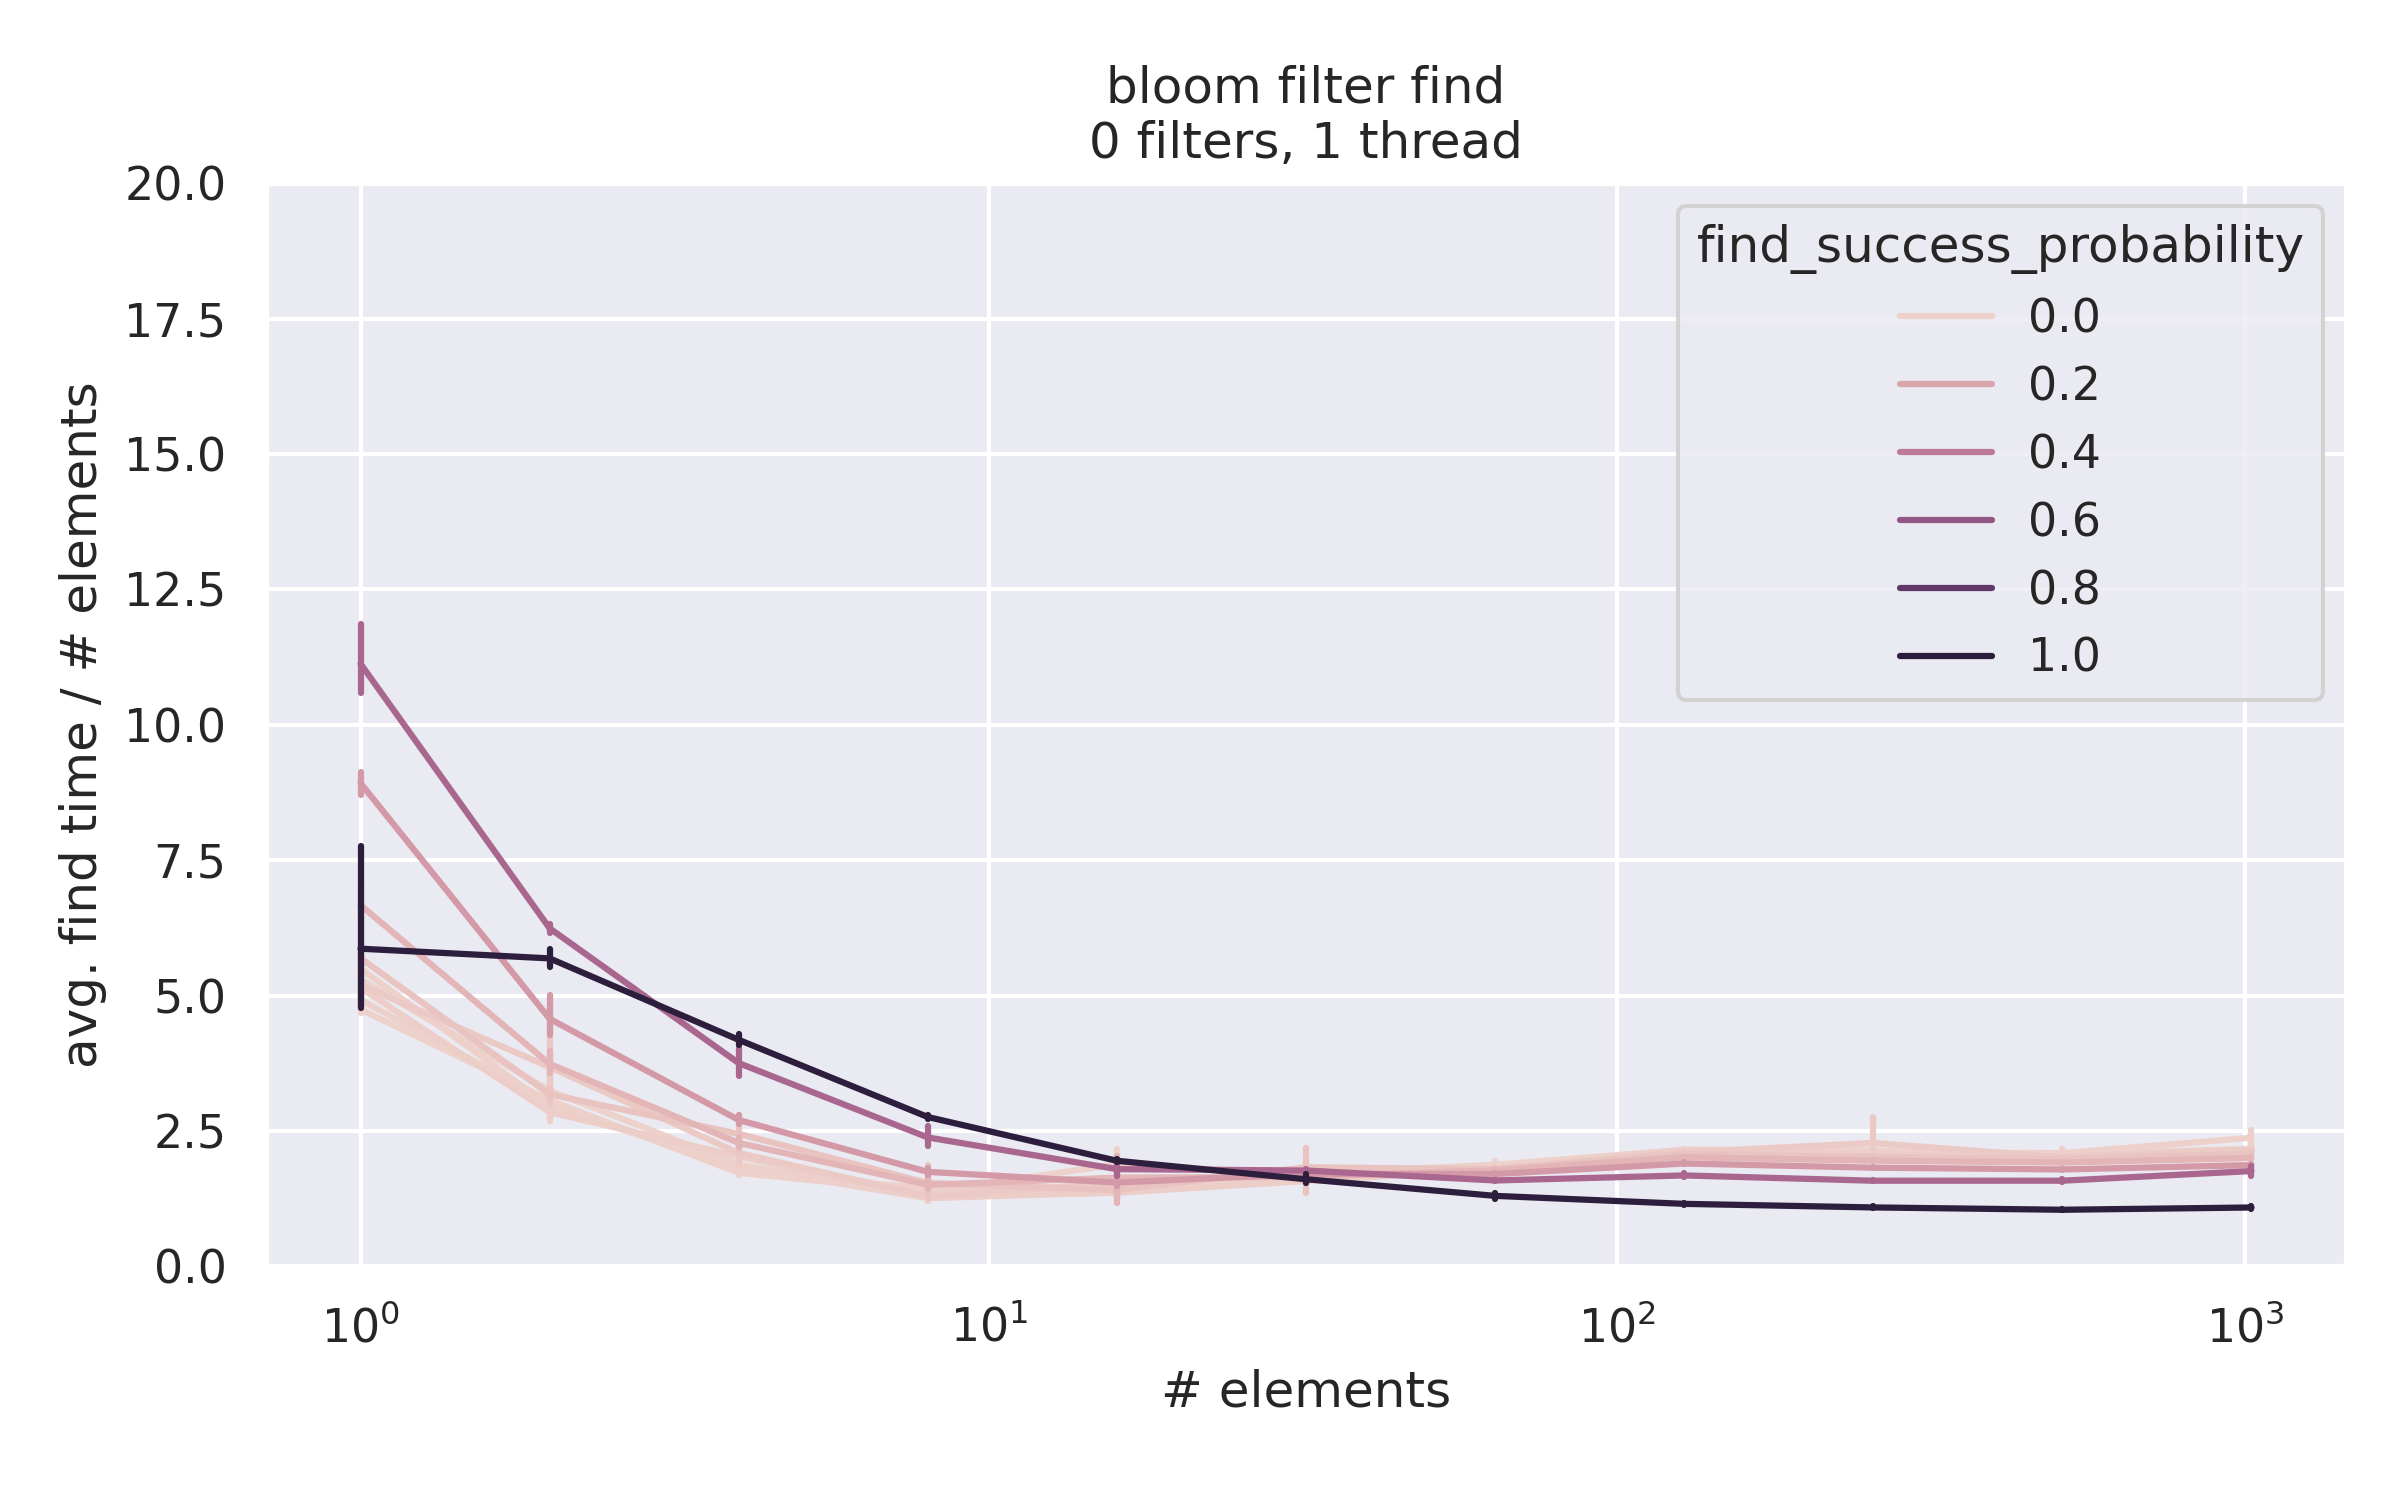 bloom filter find
0 filters, 1 thread
20.0
17.5
15.0
12.5
10.0
7.5
5.0
2.5
0.0
avg. find time / # elements
find_success_probability
0.0
0.2
0.4
0.6
0.8
1.0
10⁰ 10¹ 10² 10³
# elements